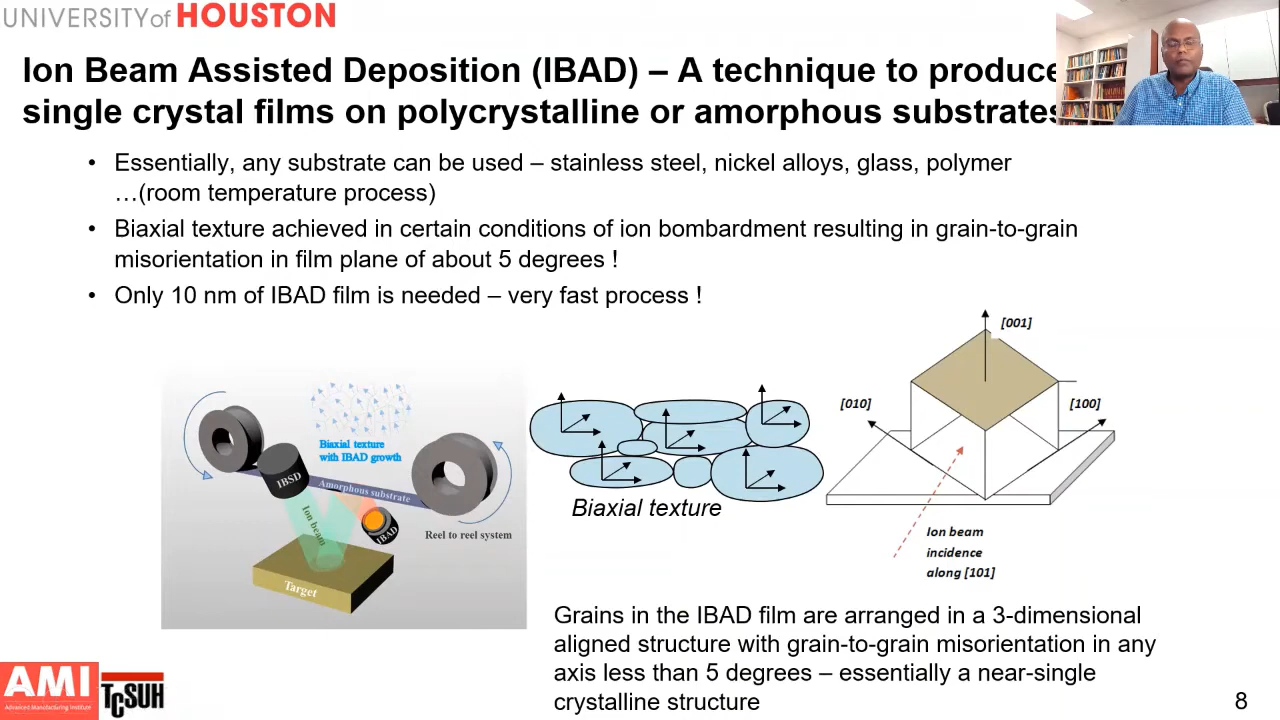 UNIVERSITY of HOUSTON
Ion Beam Assisted Deposition (IBAD) – A technique to produce
single crystal films on polycrystalline or amorphous substrates
• Essentially, any substrate can be used – stainless steel, nickel alloys, glass, polymer
…(room temperature process)
• Biaxial texture achieved in certain conditions of ion bombardment resulting in grain-to-grain
misorientation in film plane of about 5 degrees !
• Only 10 nm of IBAD film is needed – very fast process !
Biaxial texture
with IBAD growth
IBSD
Amorphous substrate
Ion beam
IBAD
Reel to reel system
Target
Biaxial texture
[001]
[010]
[100]
Ion beam
incidence
along [101]
Grains in the IBAD film are arranged in a 3-dimensional
aligned structure with grain-to-grain misorientation in any
axis less than 5 degrees – essentially a near-single
crystalline structure
AMI
Advanced Manufacturing Institute
TCSUH
8